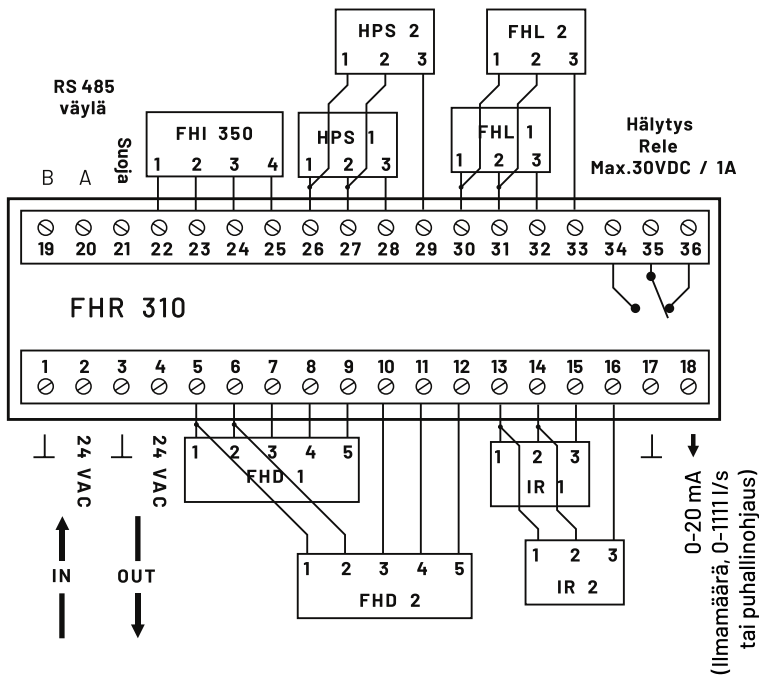 HPS 2
1 2 3
FHL 2
1 2 3
RS 485
väylä
B A Suoja
FHI 350
1 2 3 4
HPS 1
1 2 3
FHL 1
1 2 3
Hälytys
Rele
Max.30VDC / 1A
19 20 21 22 23 24 25 26 27 28 29 30 31 32 33 34 35 36
FHR 310
1 2 3 4 5 6 7 8 9 10 11 12 13 14 15 16 17 18
24 VAC
24 VAC
IN
OUT
1 2 3 4 5
FHD 1
1 2 3 4 5
FHD 2
1 2 3
IR 1
1 2 3
IR 2
0-20 mA
(Ilmamäärä, 0-1111 l/s
tai puhallinohjaus)